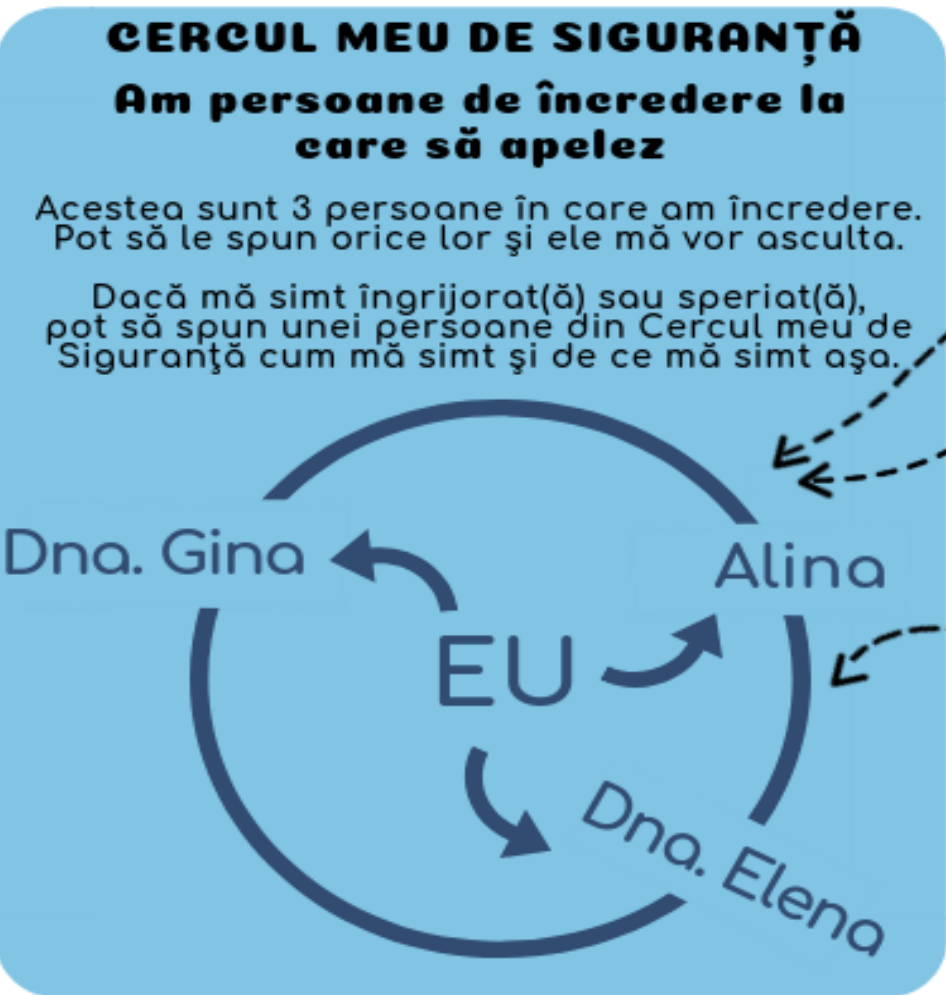 CERCUL MEU DE SIGURANȚĂ
Am persoane de încredere la
care să apelez
Acestea sunt 3 persoane în care am încredere.
Pot să le spun orice lor şi ele mă vor asculta.
Dacă mă simt îngrijorat(ă) sau speriat(ă),
pot să spun unei persoane din Cercul meu de
Siguranţă cum mă simt şi de ce mă simt aşa.
Dna. Gina
Alina
EU
Dna. Elena